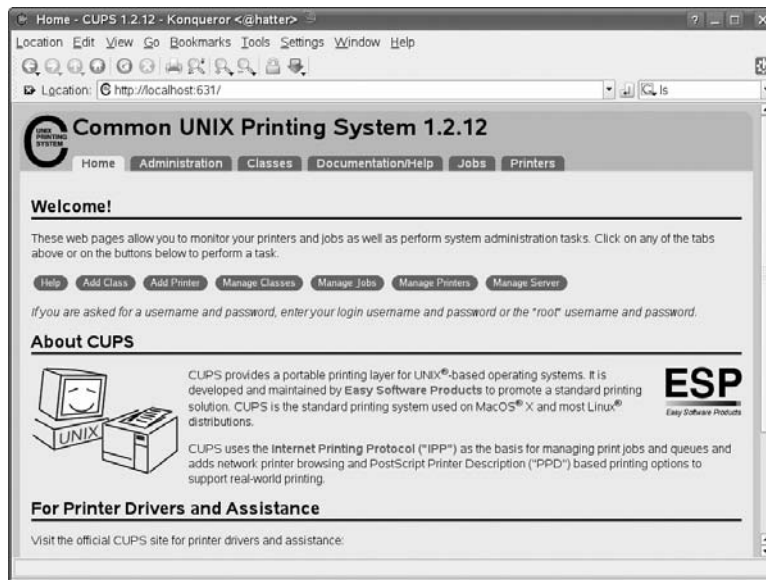 Home - CUPS 1.2.12 - Konqueror <@hatter>
Location Edit View Go Bookmarks Tools Settings Window Help
Location: http://localhost:631/
ls
UNIX
PRINTING
SYSTEM
Common UNIX Printing System 1.2.12
Home Administration Classes Documentation/Help Jobs Printers
Welcome!
These web pages allow you to monitor your printers and jobs as well as perform system administration tasks. Click on any of the tabs
above or on the buttons below to perform a task.
Help Add Class Add Printer Manage Classes Manage Jobs Manage Printers Manage Server
If you are asked for a username and password, enter your login username and password or the "root" username and password.
About CUPS
UNIX
CUPS provides a portable printing layer for UNIX®-based operating systems. It is
developed and maintained by Easy Software Products to promote a standard printing
solution. CUPS is the standard printing system used on MacOS® X and most Linux®
distributions.
ESP
Easy Software Products
CUPS uses the Internet Printing Protocol ("IPP") as the basis for managing print jobs and queues and
adds network printer browsing and PostScript Printer Description ("PPD") based printing options to
support real-world printing.
For Printer Drivers and Assistance
Visit the official CUPS site for printer drivers and assistance: